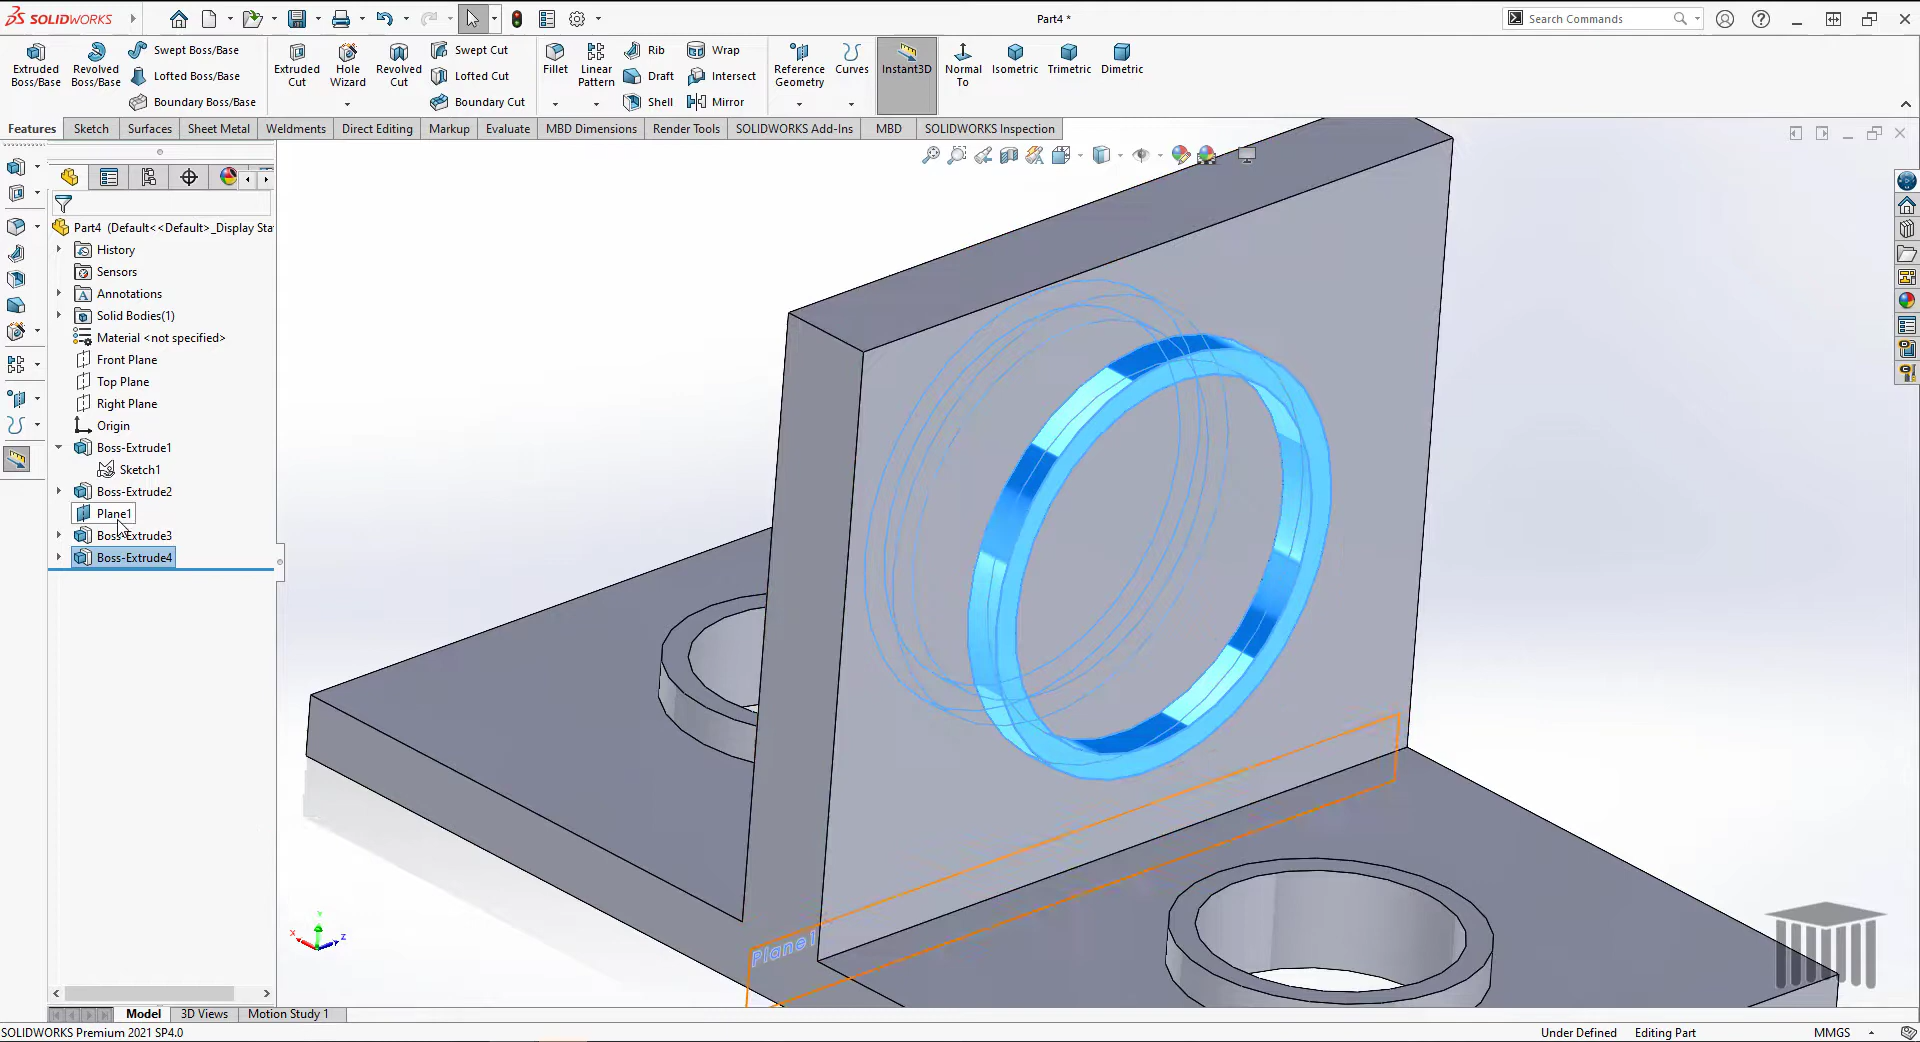 SOLIDWORKS
Part4 *
Search Commands
Extruded Boss/Base
Revolved Boss/Base
Swept Boss/Base
Lofted Boss/Base
Boundary Boss/Base
Extruded Cut
Hole Wizard
Revolved Cut
Swept Cut
Lofted Cut
Boundary Cut
Fillet
Linear Pattern
Rib
Draft
Shell
Wrap
Intersect
Mirror
Reference Geometry
Curves
Instant3D
Normal To
Isometric
Trimetric
Dimetric
Features
Sketch
Surfaces
Sheet Metal
Weldments
Direct Editing
Markup
Evaluate
MBD Dimensions
Render Tools
SOLIDWORKS Add-Ins
MBD
SOLIDWORKS Inspection
Part4 (Default<<Default>_Display Sta
History
Sensors
Annotations
Solid Bodies(1)
Material <not specified>
Front Plane
Top Plane
Right Plane
Origin
Boss-Extrude1
Sketch1
Boss-Extrude2
Plane1
Boss-Extrude3
Boss-Extrude4
Plane1
Y
X
Z
Model
3D Views
Motion Study 1
SOLIDWORKS Premium 2021 SP4.0
Under Defined
Editing Part
MMGS